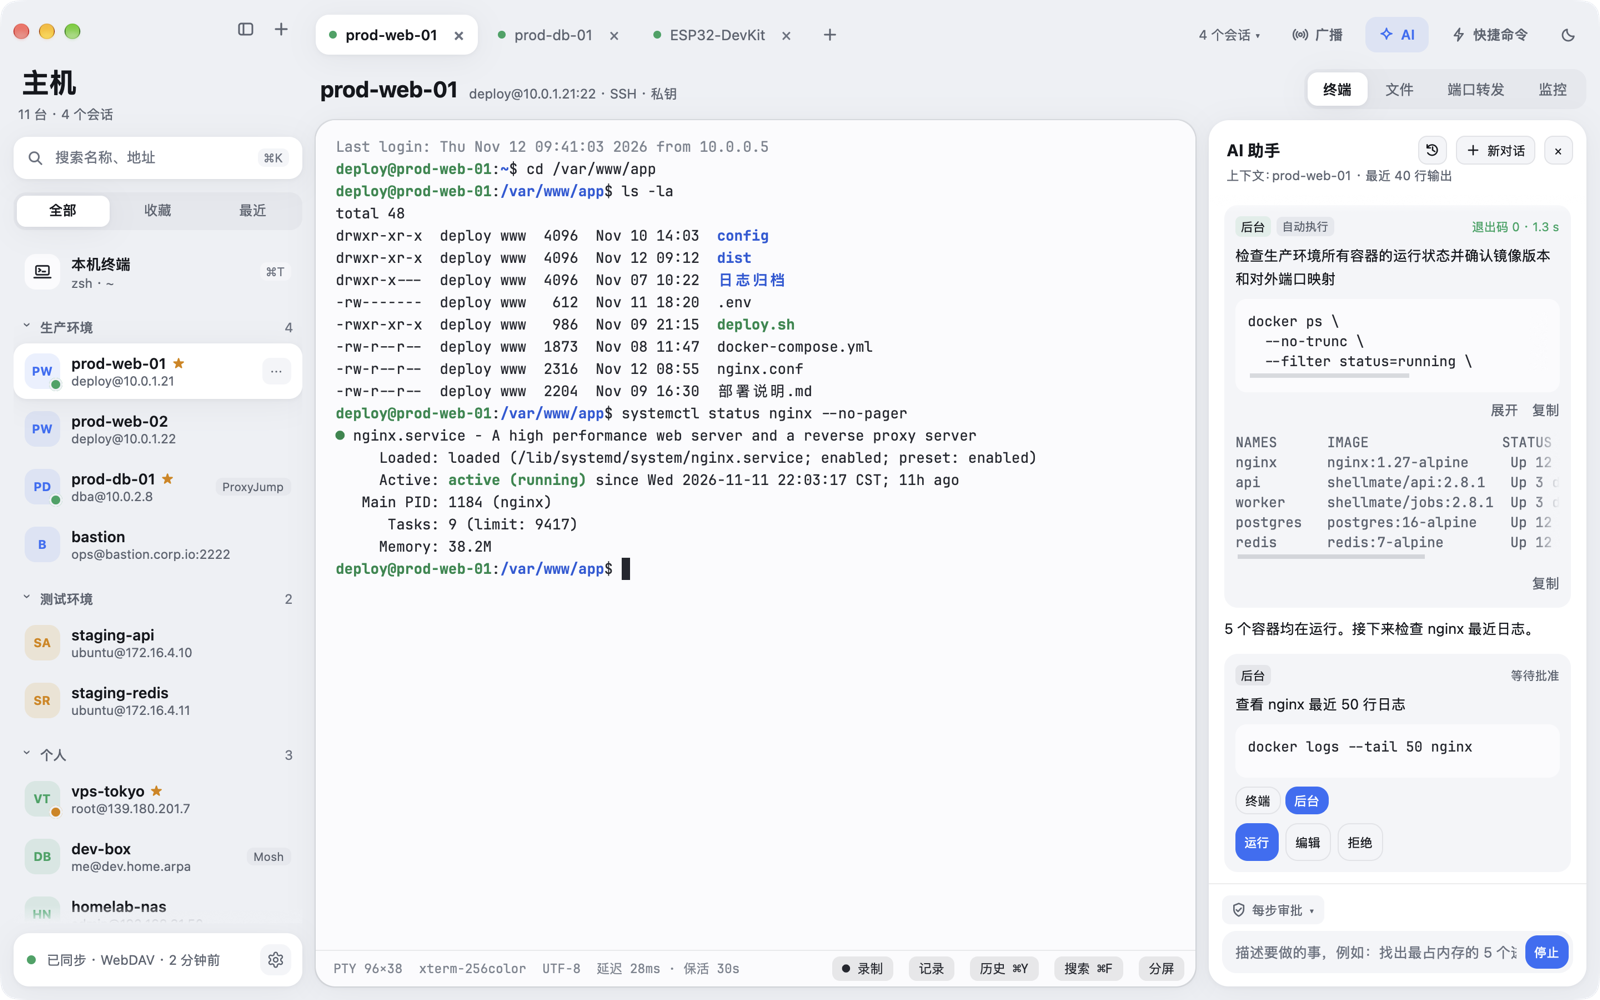 主机
11 台 · 4 个会话
搜索名称、地址 ⌘K
全部 收藏 最近
本机终端
zsh · ~
⌘T
生产环境 4
PW
prod-web-01 ★
deploy@10.0.1.21
···
PW
prod-web-02
deploy@10.0.1.22
PD
prod-db-01 ★
dba@10.0.2.8
ProxyJump
B
bastion
ops@bastion.corp.io:2222
测试环境 2
SA
staging-api
ubuntu@172.16.4.10
SR
staging-redis
ubuntu@172.16.4.11
个人 3
VT
vps-tokyo ★
root@139.180.201.7
DB
dev-box
me@dev.home.arpa
Mosh
HN
homelab-nas
已同步 · WebDAV · 2 分钟前
prod-web-01 ×
prod-db-01 ×
ESP32-DevKit ×
+
4 个会话 ▾
广播
AI
快捷命令
prod-web-01 deploy@10.0.1.21:22 · SSH · 私钥
终端 文件 端口转发 监控
Last login: Thu Nov 12 09:41:03 2026 from 10.0.0.5
deploy@prod-web-01:~$ cd /var/www/app
deploy@prod-web-01:/var/www/app$ ls -la
total 48
drwxr-xr-x  deploy www  4096  Nov 10 14:03  config
drwxr-xr-x  deploy www  4096  Nov 12 09:12  dist
drwxr-x---  deploy www  4096  Nov 07 10:22  日志归档
-rw-------  deploy www   612  Nov 11 18:20  .env
-rwxr-xr-x  deploy www   986  Nov 09 21:15  deploy.sh
-rw-r--r--  deploy www  1873  Nov 08 11:47  docker-compose.yml
-rw-r--r--  deploy www  2316  Nov 12 08:55  nginx.conf
-rw-r--r--  deploy www  2204  Nov 09 16:30  部署说明.md
deploy@prod-web-01:/var/www/app$ systemctl status nginx --no-pager
● nginx.service - A high performance web server and a reverse proxy server
Loaded: loaded (/lib/systemd/system/nginx.service; enabled; preset: enabled)
Active: active (running) since Wed 2026-11-11 22:03:17 CST; 11h ago
Main PID: 1184 (nginx)
Tasks: 9 (limit: 9417)
Memory: 38.2M
deploy@prod-web-01:/var/www/app$
PTY 96×38 xterm-256color UTF-8 延迟 28ms · 保活 30s
● 录制 记录 历史 ⌘Y 搜索 ⌘F 分屏
AI 助手
+ 新对话
×
上下文：prod-web-01 · 最近 40 行输出
后台 自动执行 退出码 0 · 1.3 s
检查生产环境所有容器的运行状态并确认镜像版本
和对外端口映射
docker ps \
--no-trunc \
--filter status=running \
展开 复制
NAMES IMAGE STATUS
nginx nginx:1.27-alpine Up 12
api shellmate/api:2.8.1 Up 3
worker shellmate/jobs:2.8.1 Up 3
postgres postgres:16-alpine Up 12
redis redis:7-alpine Up 12
复制
5 个容器均在运行。接下来检查 nginx 最近日志。
后台 等待批准
查看 nginx 最近 50 行日志
docker logs --tail 50 nginx
终端 后台
运行 编辑 拒绝
每步审批 ▾
描述要做的事，例如：找出最占内存的 5 个
停止